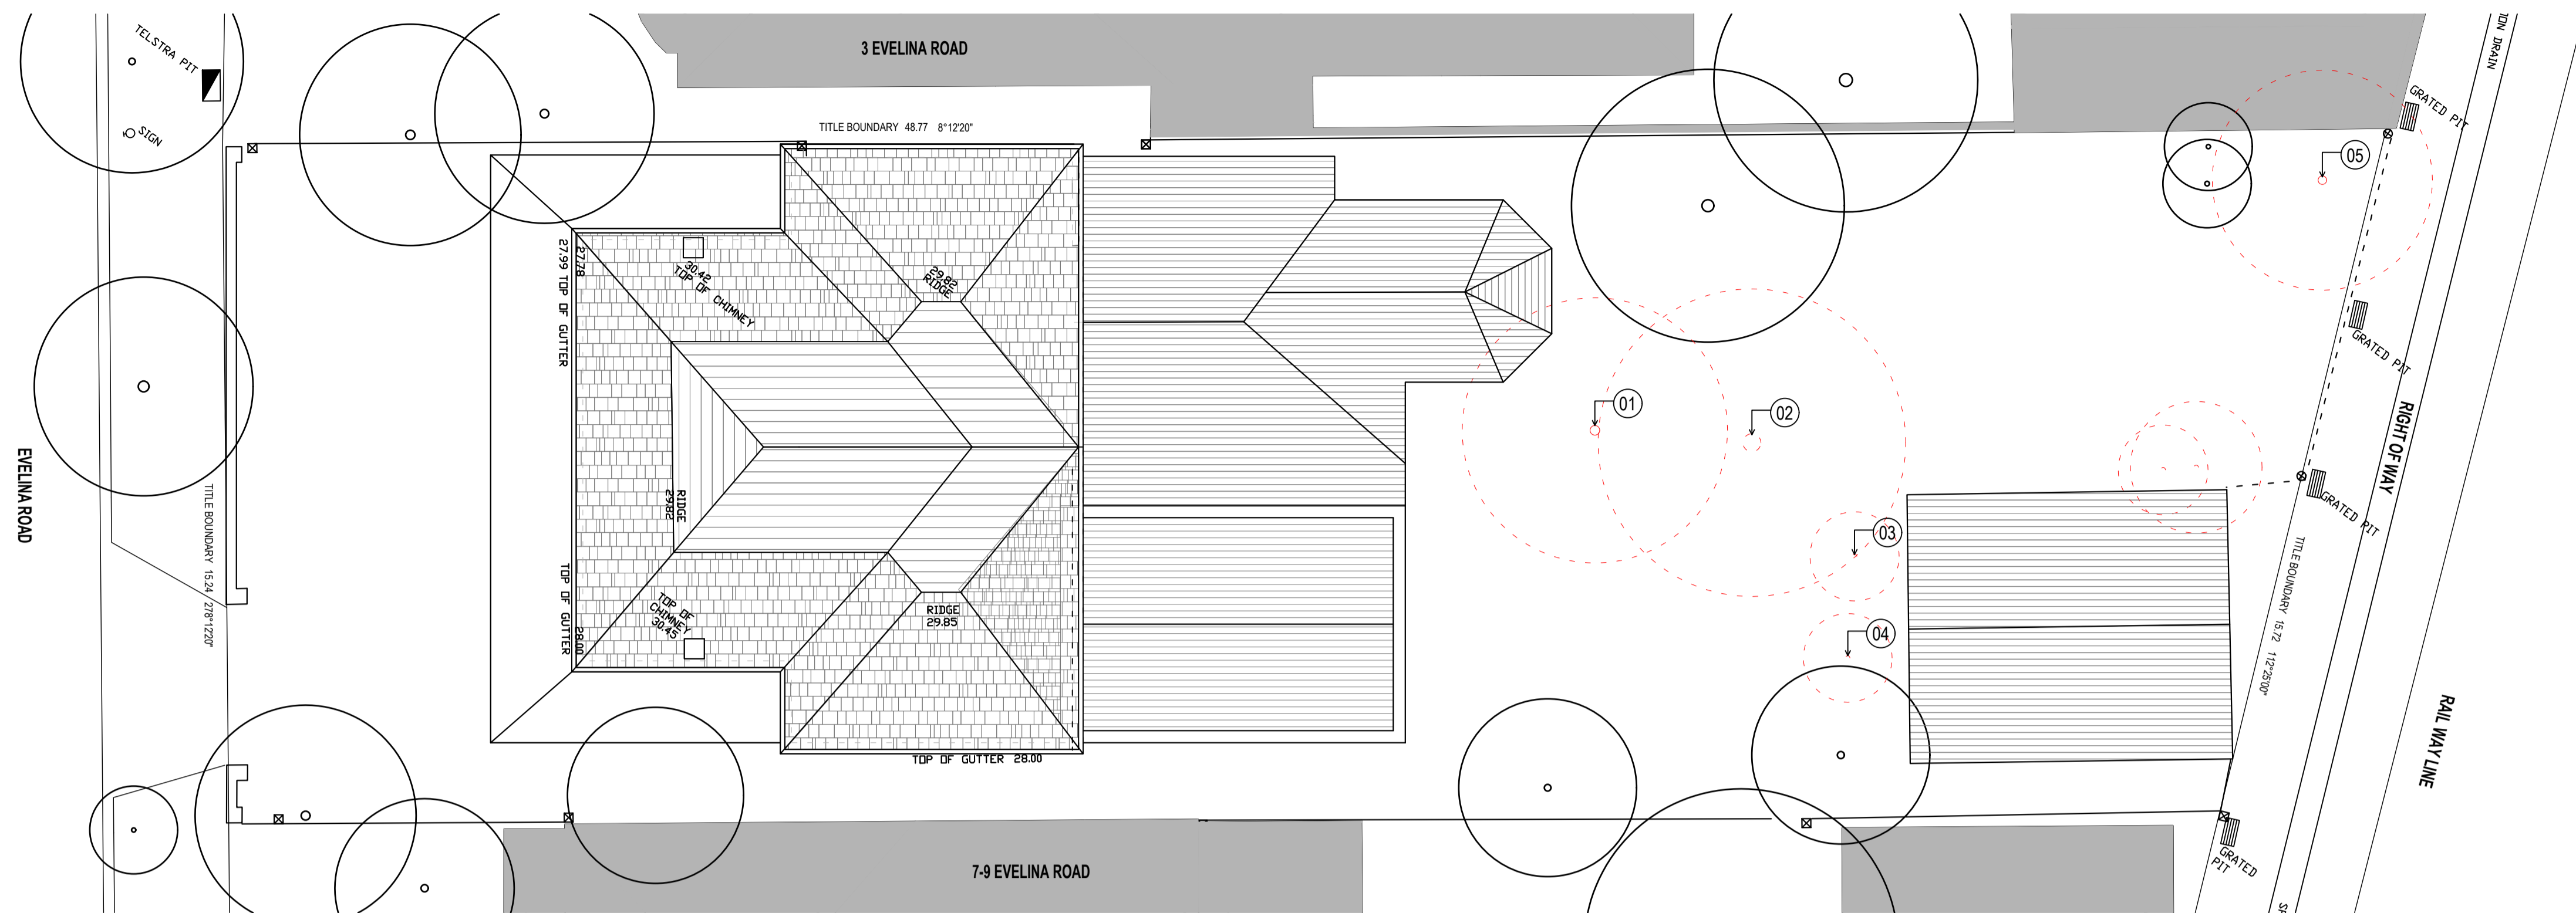 TELSTRA PIT
SIGN
3 EVELINA ROAD
TITLE BOUNDARY 48.77 8°12'20"
GRATED PIT
05
27.78
27.99 TOP OF GUTTER
30.42
TOP OF CHIMNEY
29.82
RIDGE
GRATED PIT
01
02
EVELINA ROAD
TITLE BOUNDARY 15.24 278°12'20"
RIDGE
29.82
RIGHT OF WAY
GRATED PIT
03
TITLE BOUNDARY 15.72 112°25'00"
TOP OF GUTTER
28.00
TOP OF
CHIMNEY
30.45
RIDGE
29.85
04
TOP OF GUTTER 28.00
RAIL WAY LINE
7-9 EVELINA ROAD
GRATED
PIT
DRAIN